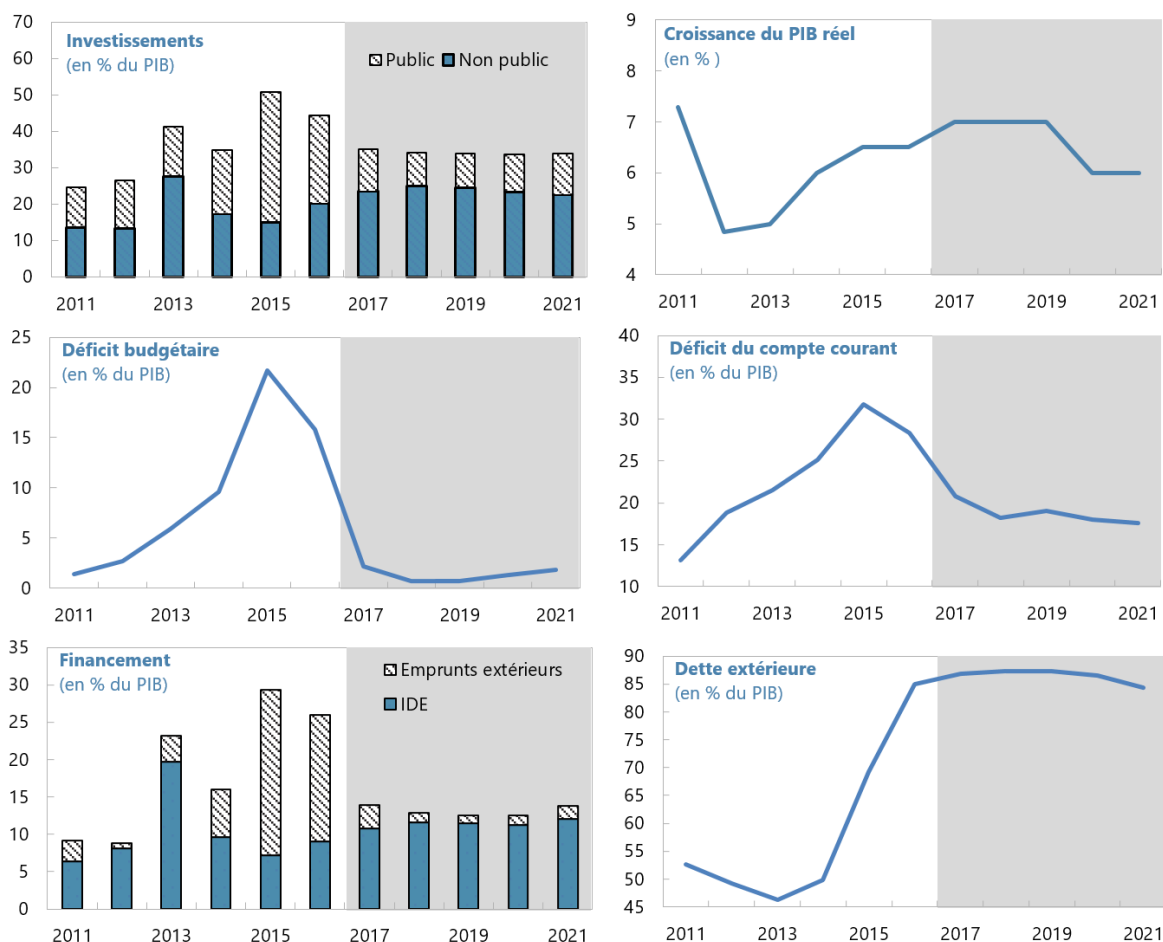 Investissements
(en % du PIB)
Public Non public
70
60
50
40
30
20
10
0
2011 2013 2015 2017 2019 2021
Croissance du PIB réel
(en % )
9
8
7
6
5
4
2011 2013 2015 2017 2019 2021
Déficit budgétaire
(en % du PIB)
25
20
15
10
5
0
2011 2013 2015 2017 2019 2021
Déficit du compte courant
(en % du PIB)
40
35
30
25
20
15
10
2011 2013 2015 2017 2019 2021
Financement
(en % du PIB)
Emprunts extérieurs
IDE
35
30
25
20
15
10
5
0
2011 2013 2015 2017 2019 2021
Dette extérieure
(en % du PIB)
90
85
80
75
70
65
60
55
50
45
2011 2013 2015 2017 2019 2021